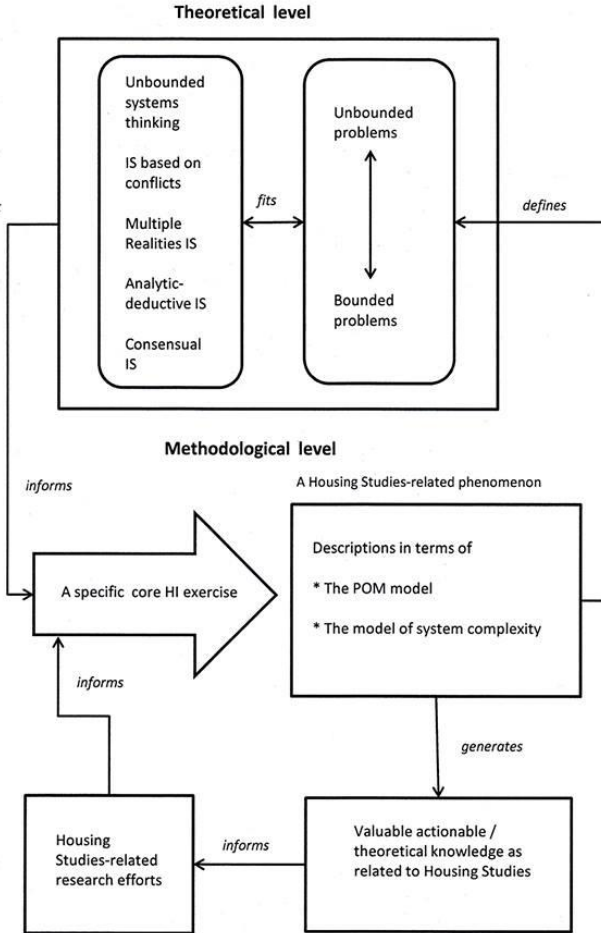 Theoretical level
Unbounded
systems
thinking
IS based on
conflicts
Multiple
Realities IS
Analytic-
deductive IS
Consensual
IS
fits
Unbounded
problems
Bounded
problems
defines
Methodological level
informs
A Housing Studies-related phenomenon
A specific core HI exercise
Descriptions in terms of
* The POM model
* The model of system complexity
informs
generates
Housing
Studies-related
research efforts
informs
Valuable actionable /
theoretical knowledge as
related to Housing Studies